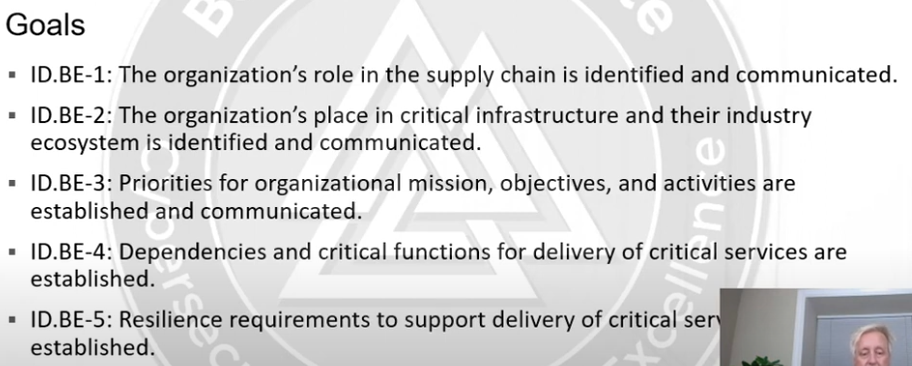 Goals
▪ ID.BE-1: The organization’s role in the supply chain is identified and communicated.
▪ ID.BE-2: The organization’s place in critical infrastructure and their industry
ecosystem is identified and communicated.
▪ ID.BE-3: Priorities for organizational mission, objectives, and activities are
established and communicated.
▪ ID.BE-4: Dependencies and critical functions for delivery of critical services are
established.
▪ ID.BE-5: Resilience requirements to support delivery of critical
established.
Excellence